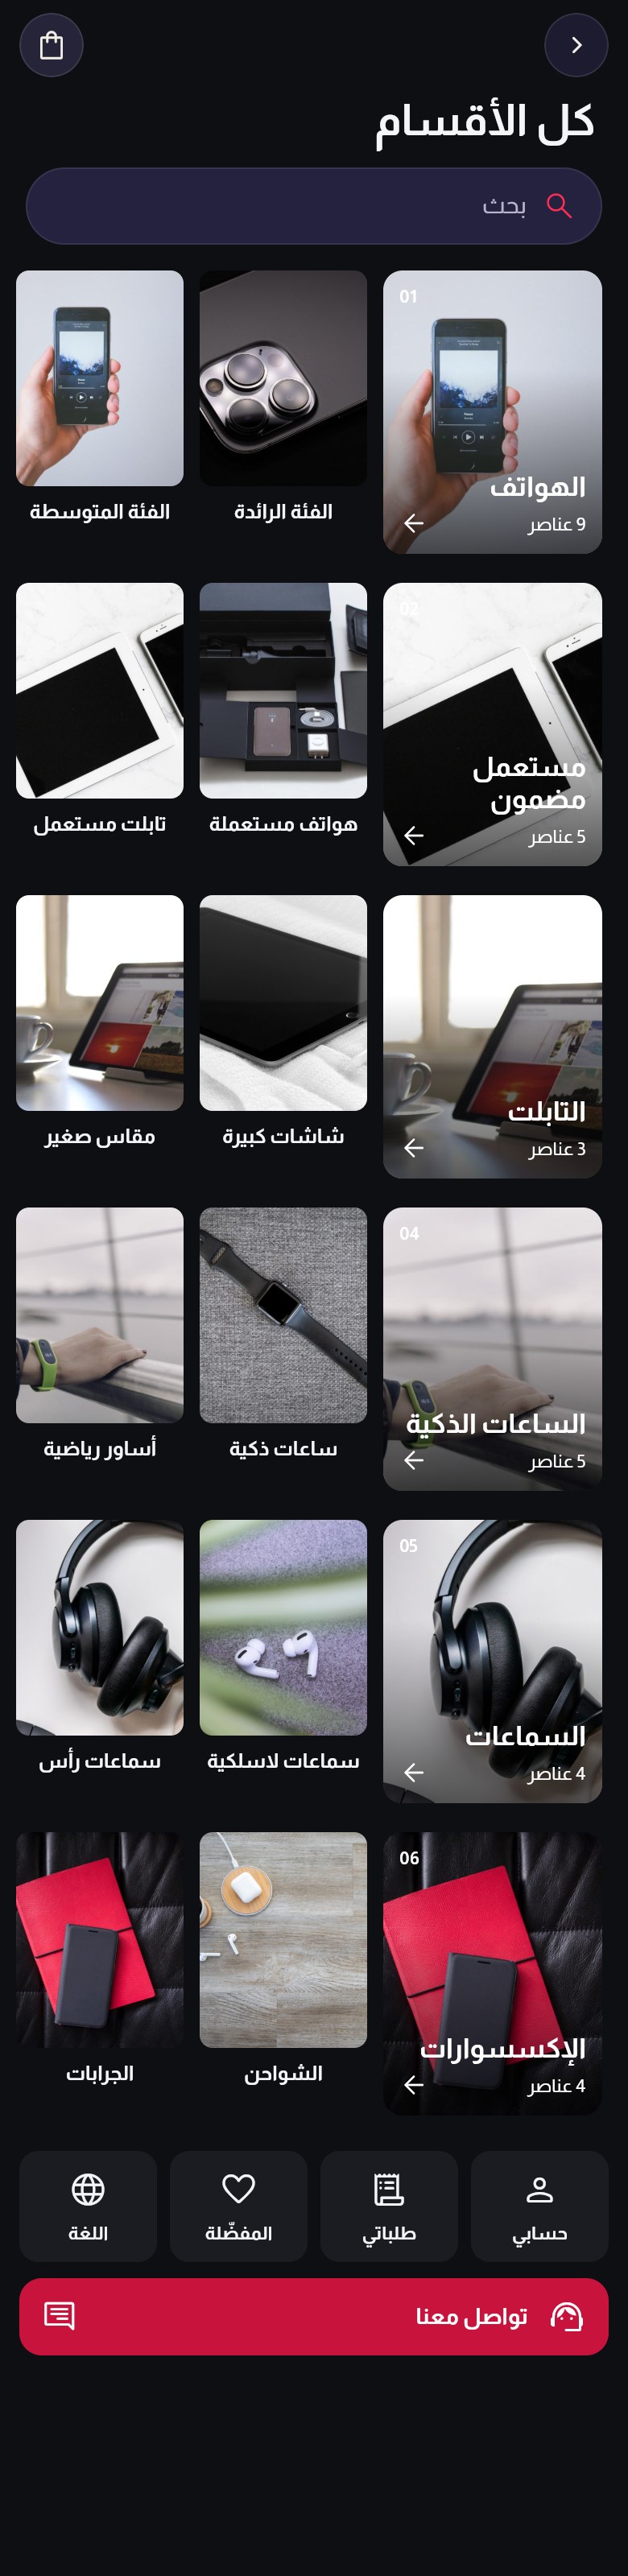 كل الأقسام
بحث
01
الهواتف
9 عناصر
الفئة الرائدة
الفئة المتوسطة
02
مستعمل
مضمون
5 عناصر
هواتف مستعملة
تابلت مستعمل
التابلت
3 عناصر
شاشات كبيرة
مقاس صغير
04
الساعات الذكية
5 عناصر
ساعات ذكية
أساور رياضية
05
السماعات
4 عناصر
سماعات لاسلكية
سماعات رأس
06
الإكسسوارات
4 عناصر
الشواحن
الجرابات
حسابي
طلباتي
المفضّلة
اللغة
تواصل معنا